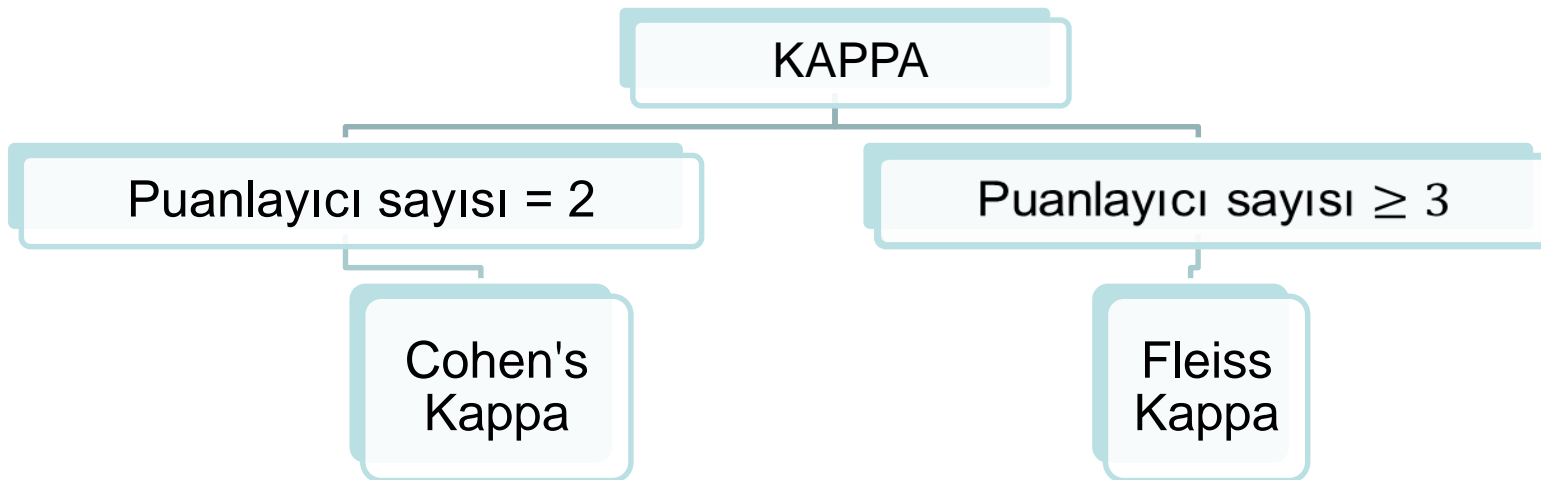 KAPPA
Puanlayıcı sayısı = 2
Puanlayıcı sayısı ≥ 3
Cohen's
Kappa
Fleiss
Kappa